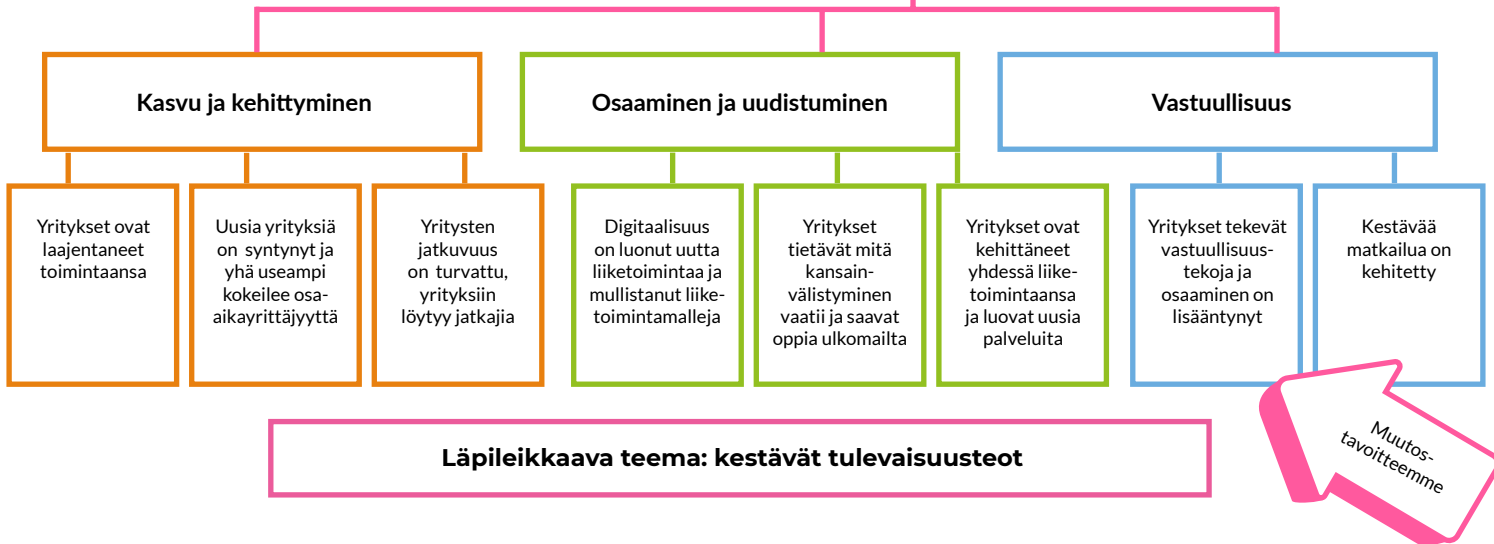 Kasvu ja kehittyminen
Osaaminen ja uudistuminen
Vastuullisuus
Yritykset ovat
laajentaneet
toimintaansa
Uusia yrityksiä
on syntynyt ja
yhä useampi
kokeilee osa-
aikayrittäjyyttä
Yritysten
jatkuvuus
on turvattu,
yrityksiin
löytyy jatkajia
Digitaalisuus
on luonut uutta
liiketoimintaa ja
mullistanut liike-
toimintamalleja
Yritykset
tietävät mitä
kansain-
välistyminen
vaatii ja saavat
oppia ulkomailta
Yritykset ovat
kehittäneet
yhdessä liike-
toimintaansa
ja luovat uusia
palveluita
Yritykset tekevät
vastuullisuus-
tekoja ja
osaaminen on
lisääntynyt
Kestävää
matkailua on
kehitetty
Muutos-
tavoitteemme
Läpileikkaava teema: kestävät tulevaisuusteot